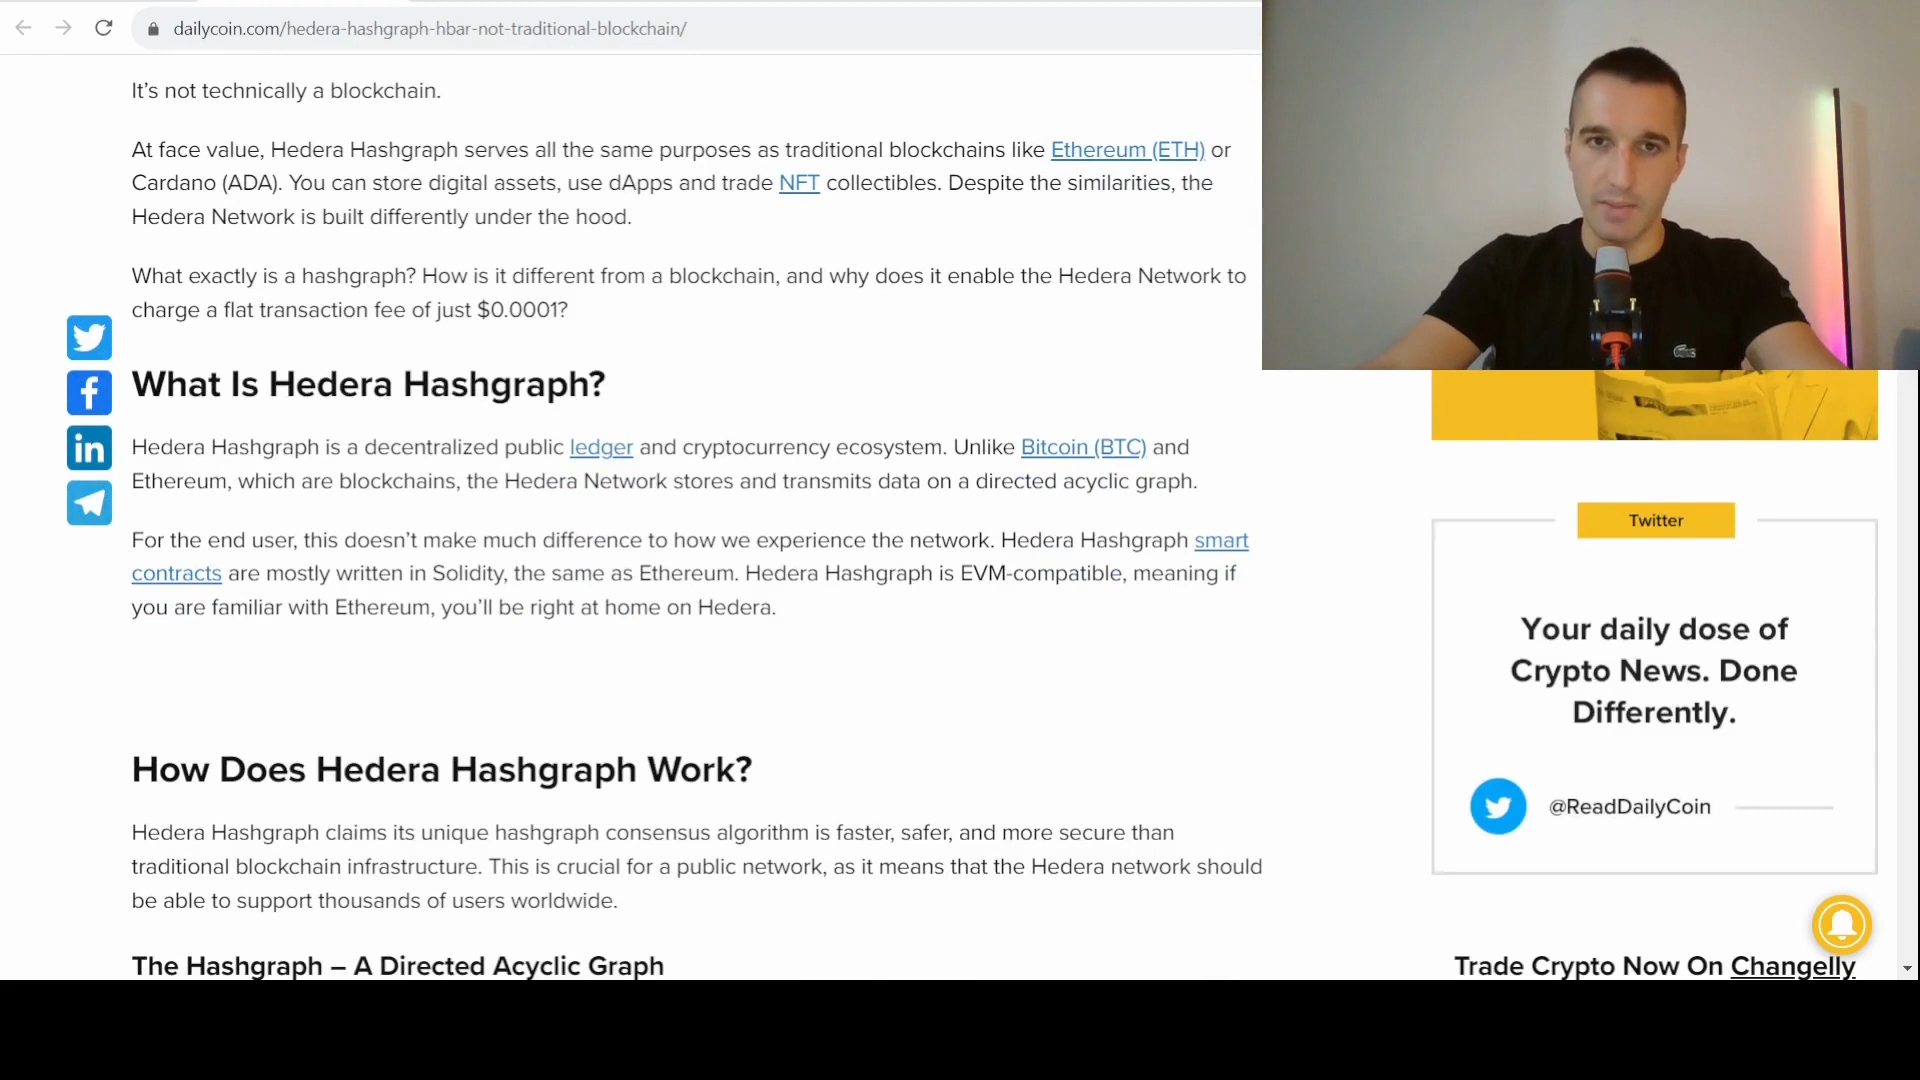 dailycoin.com/hedera-hashgraph-hbar-not-traditional-blockchain/
It’s not technically a blockchain.
At face value, Hedera Hashgraph serves all the same purposes as traditional blockchains like Ethereum (ETH) or
Cardano (ADA). You can store digital assets, use dApps and trade NFT collectibles. Despite the similarities, the
Hedera Network is built differently under the hood.
What exactly is a hashgraph? How is it different from a blockchain, and why does it enable the Hedera Network to
charge a flat transaction fee of just $0.0001?
What Is Hedera Hashgraph?
Hedera Hashgraph is a decentralized public ledger and cryptocurrency ecosystem. Unlike Bitcoin (BTC) and
Ethereum, which are blockchains, the Hedera Network stores and transmits data on a directed acyclic graph.
For the end user, this doesn’t make much difference to how we experience the network. Hedera Hashgraph smart
contracts are mostly written in Solidity, the same as Ethereum. Hedera Hashgraph is EVM-compatible, meaning if
you are familiar with Ethereum, you’ll be right at home on Hedera.
How Does Hedera Hashgraph Work?
Hedera Hashgraph claims its unique hashgraph consensus algorithm is faster, safer, and more secure than
traditional blockchain infrastructure. This is crucial for a public network, as it means that the Hedera network should
be able to support thousands of users worldwide.
The Hashgraph – A Directed Acyclic Graph
Twitter
Your daily dose of
Crypto News. Done
Differently.
@ReadDailyCoin
Trade Crypto Now On Changelly